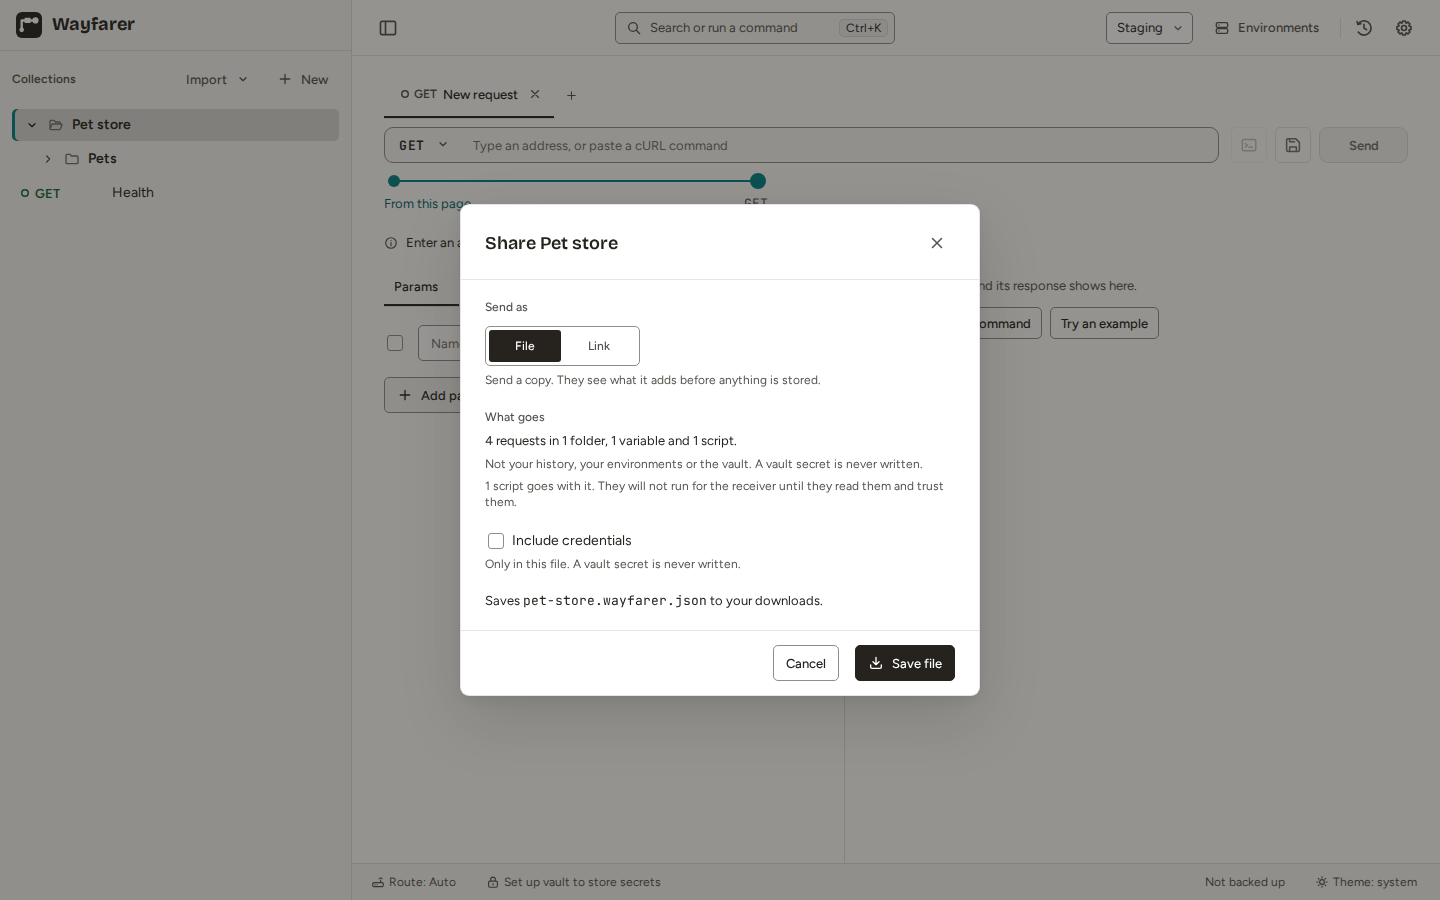 Wayfarer
Search or run a command
Ctrl+K
Staging
Environments
Collections
Import
New
GET New request
Pet store
GET
Type an address, or paste a cURL command
Send
Pets
GET
Health
From this page
GET
Enter an a
Params
Name
Add pa
nd its response shows here.
ommand
Try an example
Share Pet store
Send as
File
Link
Send a copy. They see what it adds before anything is stored.
What goes
4 requests in 1 folder, 1 variable and 1 script.
Not your history, your environments or the vault. A vault secret is never written.
1 script goes with it. They will not run for the receiver until they read them and trust
them.
Include credentials
Only in this file. A vault secret is never written.
Saves pet-store.wayfarer.json to your downloads.
Cancel
Save file
Route: Auto
Set up vault to store secrets
Not backed up
Theme: system